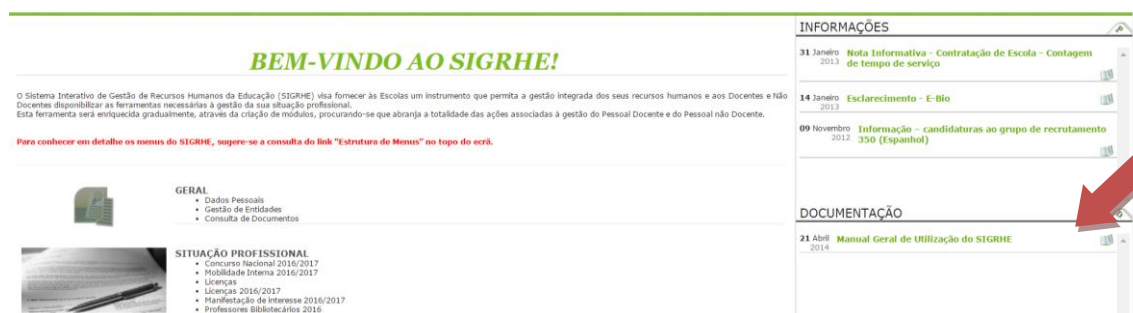 BEM-VINDO AO SIGRHE!
O Sistema Interativo de Gestão de Recursos Humanos da Educação (SIGRHE) visa fornecer às Escolas um instrumento que permita a gestão integrada dos seus recursos humanos e aos Docentes e Não
Docentes disponibilizar as ferramentas necessárias à gestão da sua situação profissional.
Esta ferramenta será enriquecida gradualmente, através da criação de módulos, procurando-se que abranja a totalidade das ações associadas à gestão do Pessoal Docente e do Pessoal não Docente.
Para conhecer em detalhe os menus do SIGRHE, sugere-se a consulta do link "Estrutura de Menus" no topo do ecrã.
GERAL
• Dados Pessoais
• Gestão de Entidades
• Consulta de Documentos
SITUAÇÃO PROFISSIONAL
• Concurso Nacional 2016/2017
• Mobilidade Interna 2016/2017
• Licenças
• Licenças 2016/2017
• Manifestação de interesse 2016/2017
• Professores Bibliotecários 2016
INFORMAÇÕES
31 Janeiro Nota Informativa - Contratação de Escola - Contagem
2013 de tempo de serviço
14 Janeiro Esclarecimento - E-Bio
2013
09 Novembro Informação – candidaturas ao grupo de recrutamento
2012 350 (Espanhol)
DOCUMENTAÇÃO
21 Abril Manual Geral de Utilização do SIGRHE
2014